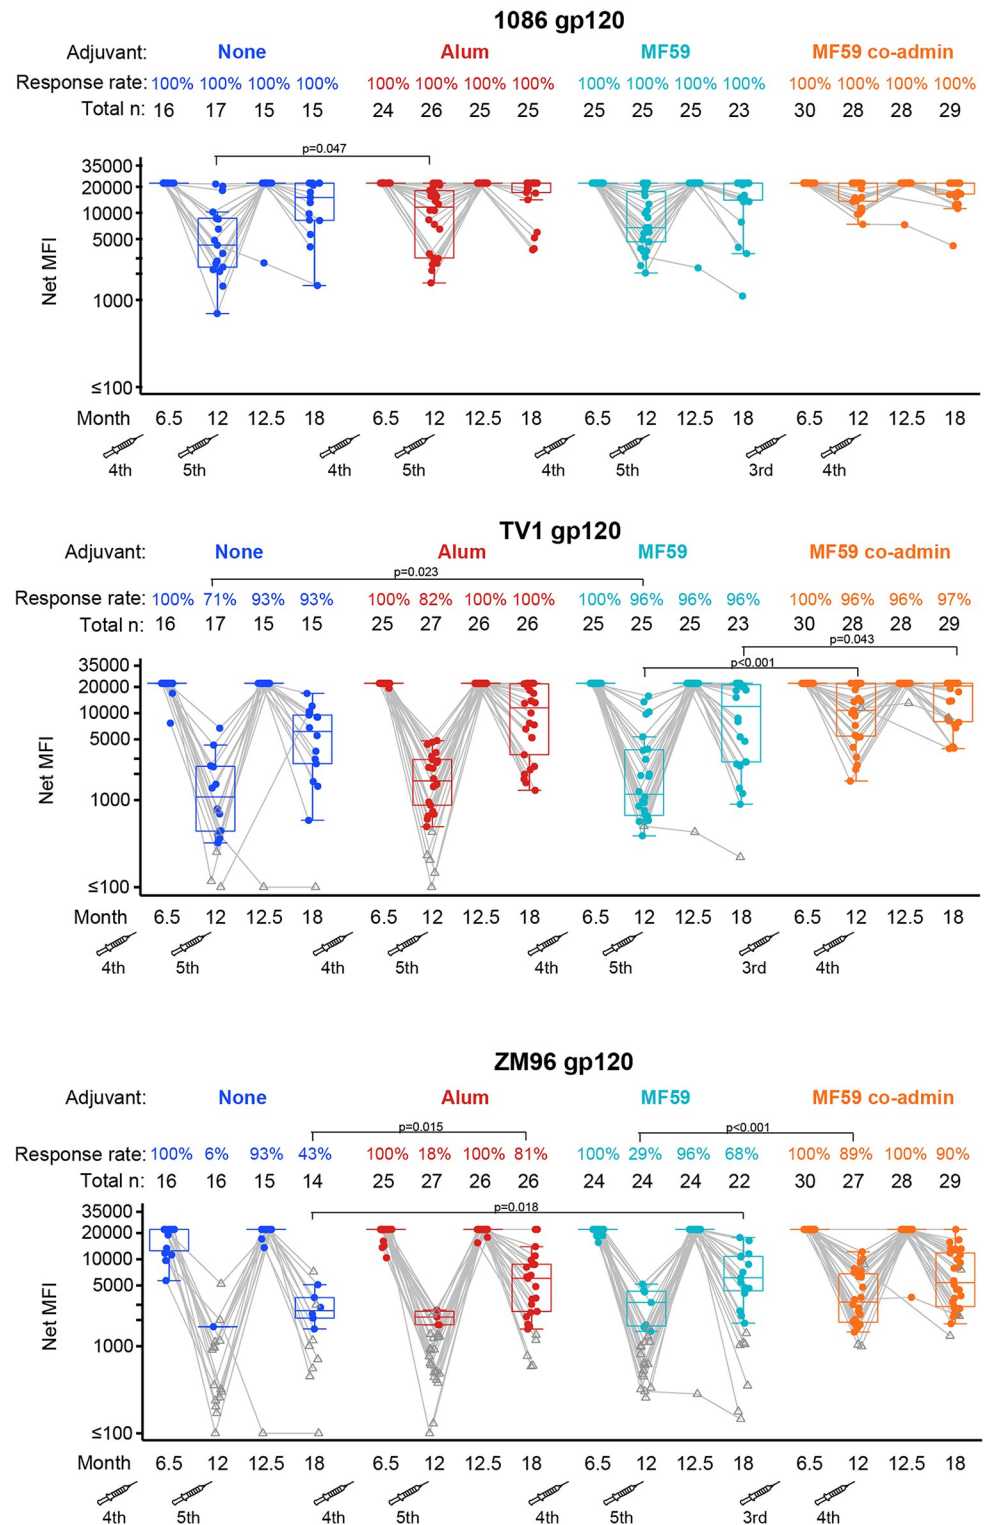 1086 gp120
Adjuvant: None Alum MF59 MF59 co-admin
Response rate: 100% 100% 100% 100% 100% 100% 100% 100% 100% 100% 100% 100% 100% 100% 100% 100%
Total n: 16 17 15 15 24 26 25 25 25 25 25 23 30 28 28 29
p=0.047
35000
20000
10000
5000
1000
≤100
Net MFI
Month 6.5 12 12.5 18 6.5 12 12.5 18 6.5 12 12.5 18 6.5 12 12.5 18
4th 5th 4th 5th 4th 5th 3rd 4th
TV1 gp120
Adjuvant: None Alum MF59 MF59 co-admin
p=0.023
Response rate: 100% 71% 93% 93% 100% 82% 100% 100% 100% 96% 96% 96% 100% 96% 96% 97%
Total n: 16 17 15 15 25 27 26 26 25 25 25 23 30 28 28 29
p=0.043
p<0.001
35000
20000
10000
5000
1000
≤100
Net MFI
Month 6.5 12 12.5 18 6.5 12 12.5 18 6.5 12 12.5 18 6.5 12 12.5 18
4th 5th 4th 5th 4th 5th 3rd 4th
ZM96 gp120
Adjuvant: None Alum MF59 MF59 co-admin
p=0.015 p<0.001
Response rate: 100% 6% 93% 43% 100% 18% 100% 81% 100% 29% 96% 68% 100% 89% 100% 90%
Total n: 16 16 15 14 25 27 26 26 24 24 24 22 30 27 28 29
p=0.018
35000
20000
10000
5000
1000
≤100
Net MFI
Month 6.5 12 12.5 18 6.5 12 12.5 18 6.5 12 12.5 18 6.5 12 12.5 18
4th 5th 4th 5th 4th 5th 3rd 4th